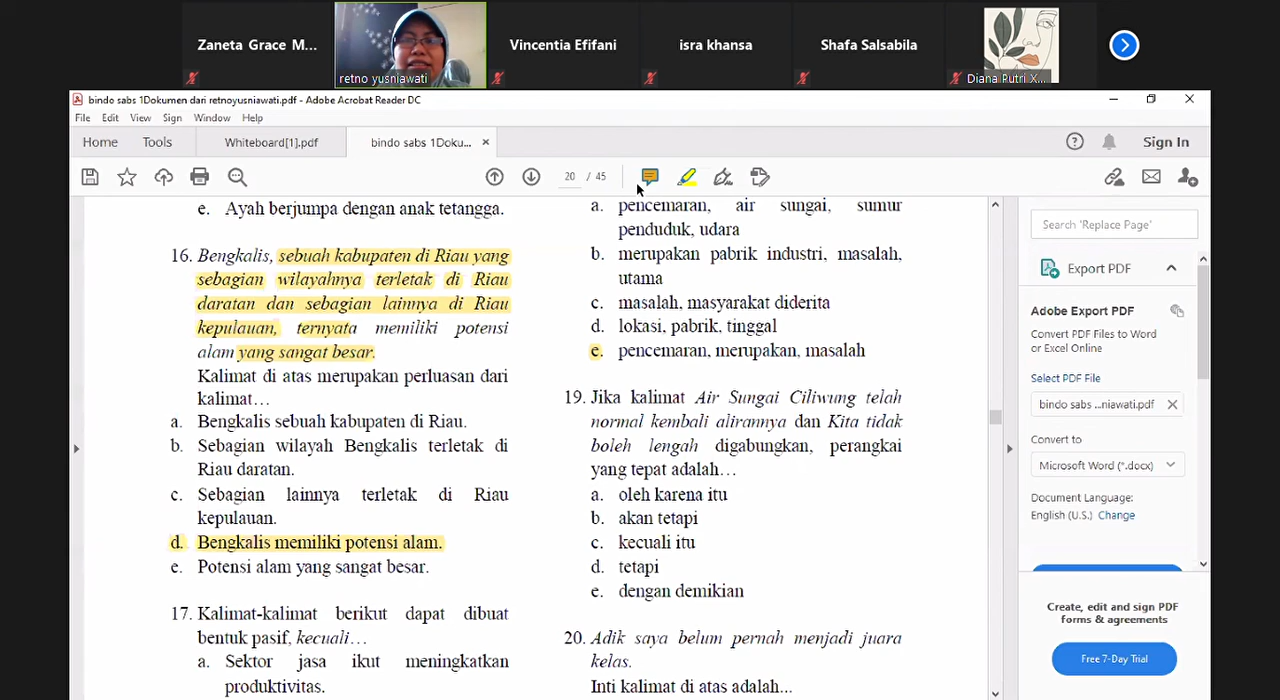 Zaneta Grace M...
retno yusniawati
Vincentia Efifani
isra khansa
Shafa Salsabila
Diana Putri X...
bindo sabs 1Dokumen dari retnoyusniawati.pdf - Adobe Acrobat Reader DC
File Edit View Sign Window Help
Home Tools Whiteboard[1].pdf bindo sabs 1Doku... ×
Sign In
20 / 45
e. Ayah berjumpa dengan anak tetangga.
16. Bengkalis, sebuah kabupaten di Riau yang
sebagian wilayahnya terletak di Riau
daratan dan sebagian lainnya di Riau
kepulauan, ternyata memiliki potensi
alam yang sangat besar.
Kalimat di atas merupakan perluasan dari
kalimat…
a. Bengkalis sebuah kabupaten di Riau.
b. Sebagian wilayah Bengkalis terletak di
Riau daratan.
c. Sebagian lainnya terletak di Riau
kepulauan.
d. Bengkalis memiliki potensi alam.
e. Potensi alam yang sangat besar.
17. Kalimat-kalimat berikut dapat dibuat
bentuk pasif, kecuali…
a. Sektor jasa ikut meningkatkan
produktivitas.
a. pencemaran, air sungai, sumur
penduduk, udara
b. merupakan pabrik industri, masalah,
utama
c. masalah, masyarakat diderita
d. lokasi, pabrik, tinggal
e. pencemaran, merupakan, masalah
19. Jika kalimat Air Sungai Ciliwung telah
normal kembali alirannya dan Kita tidak
boleh lengah digabungkan, perangkai
yang tepat adalah…
a. oleh karena itu
b. akan tetapi
c. kecuali itu
d. tetapi
e. dengan demikian
20. Adik saya belum pernah menjadi juara
kelas.
Inti kalimat di atas adalah...
Search 'Replace Page'
Export PDF
Adobe Export PDF
Convert PDF Files to Word
or Excel Online
Select PDF File
bindo sabs ...niawati.pdf ×
Convert to
Microsoft Word (*.docx)
Document Language:
English (U.S.) Change
Create, edit and sign PDF
forms & agreements
Free 7-Day Trial